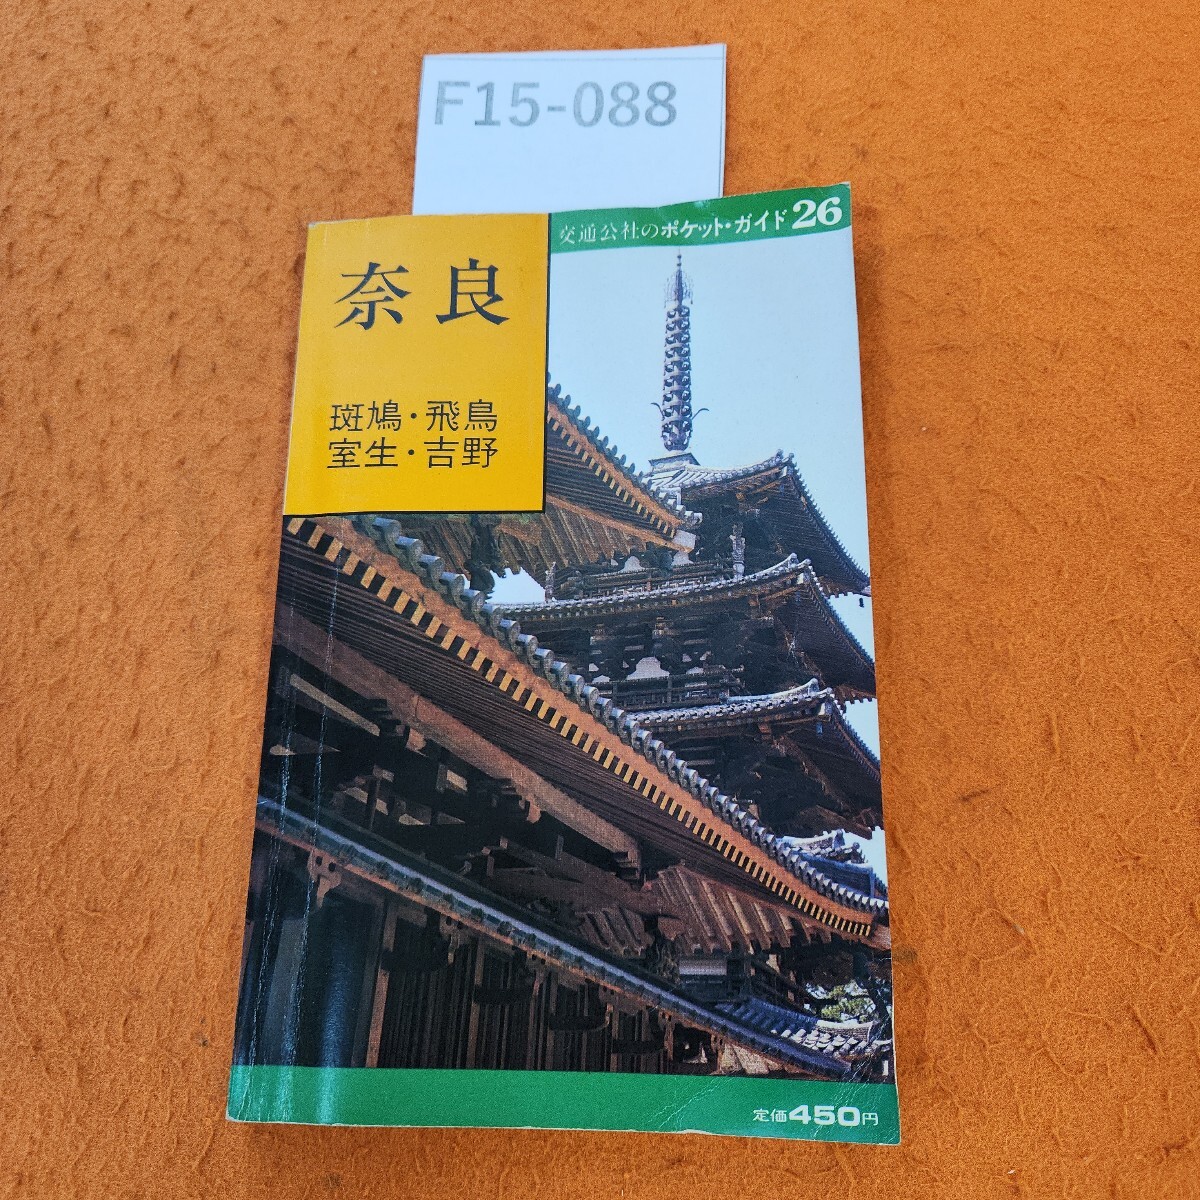 F15-088
交通公社のポケット・ガイド26
奈良
斑鳩・飛鳥
室生・吉野
定価450円